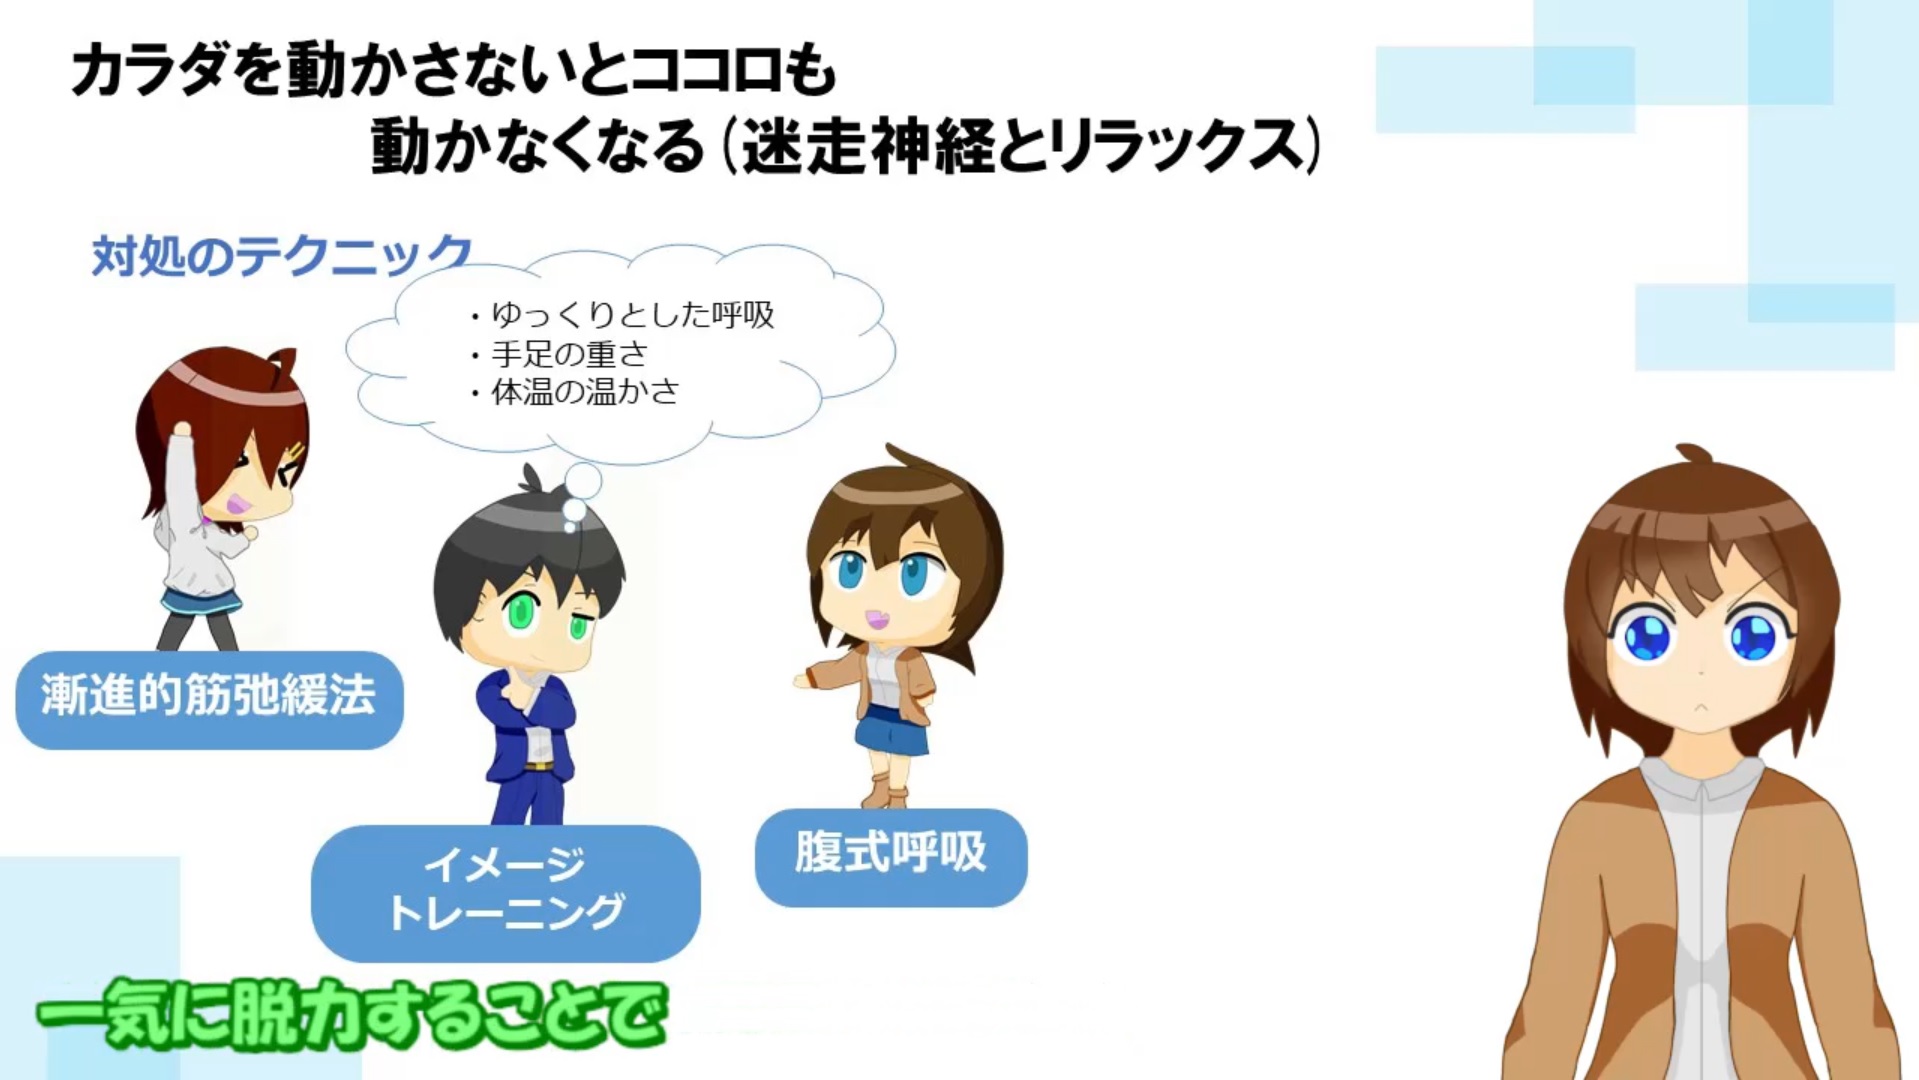 カラダを動かさないとココロも
動かなくなる(迷走神経とリラックス)
対処のテクニック
・ゆっくりとした呼吸
・手足の重さ
・体温の温かさ
漸進的筋弛緩法
イメージ
トレーニング
腹式呼吸
一気に脱力することで